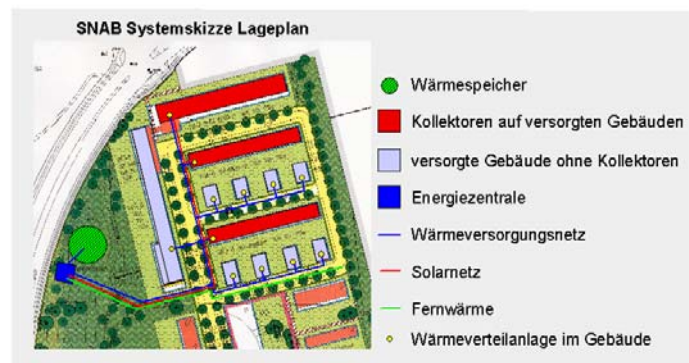 SNAB Systemskizze Lageplan
Wärmespeicher
Kollektoren auf versorgten Gebäuden
versorgte Gebäude ohne Kollektoren
Energiezentrale
Wärmeversorgungsnetz
Solarnetz
Fernwärme
Wärmeverteilanlage im Gebäude